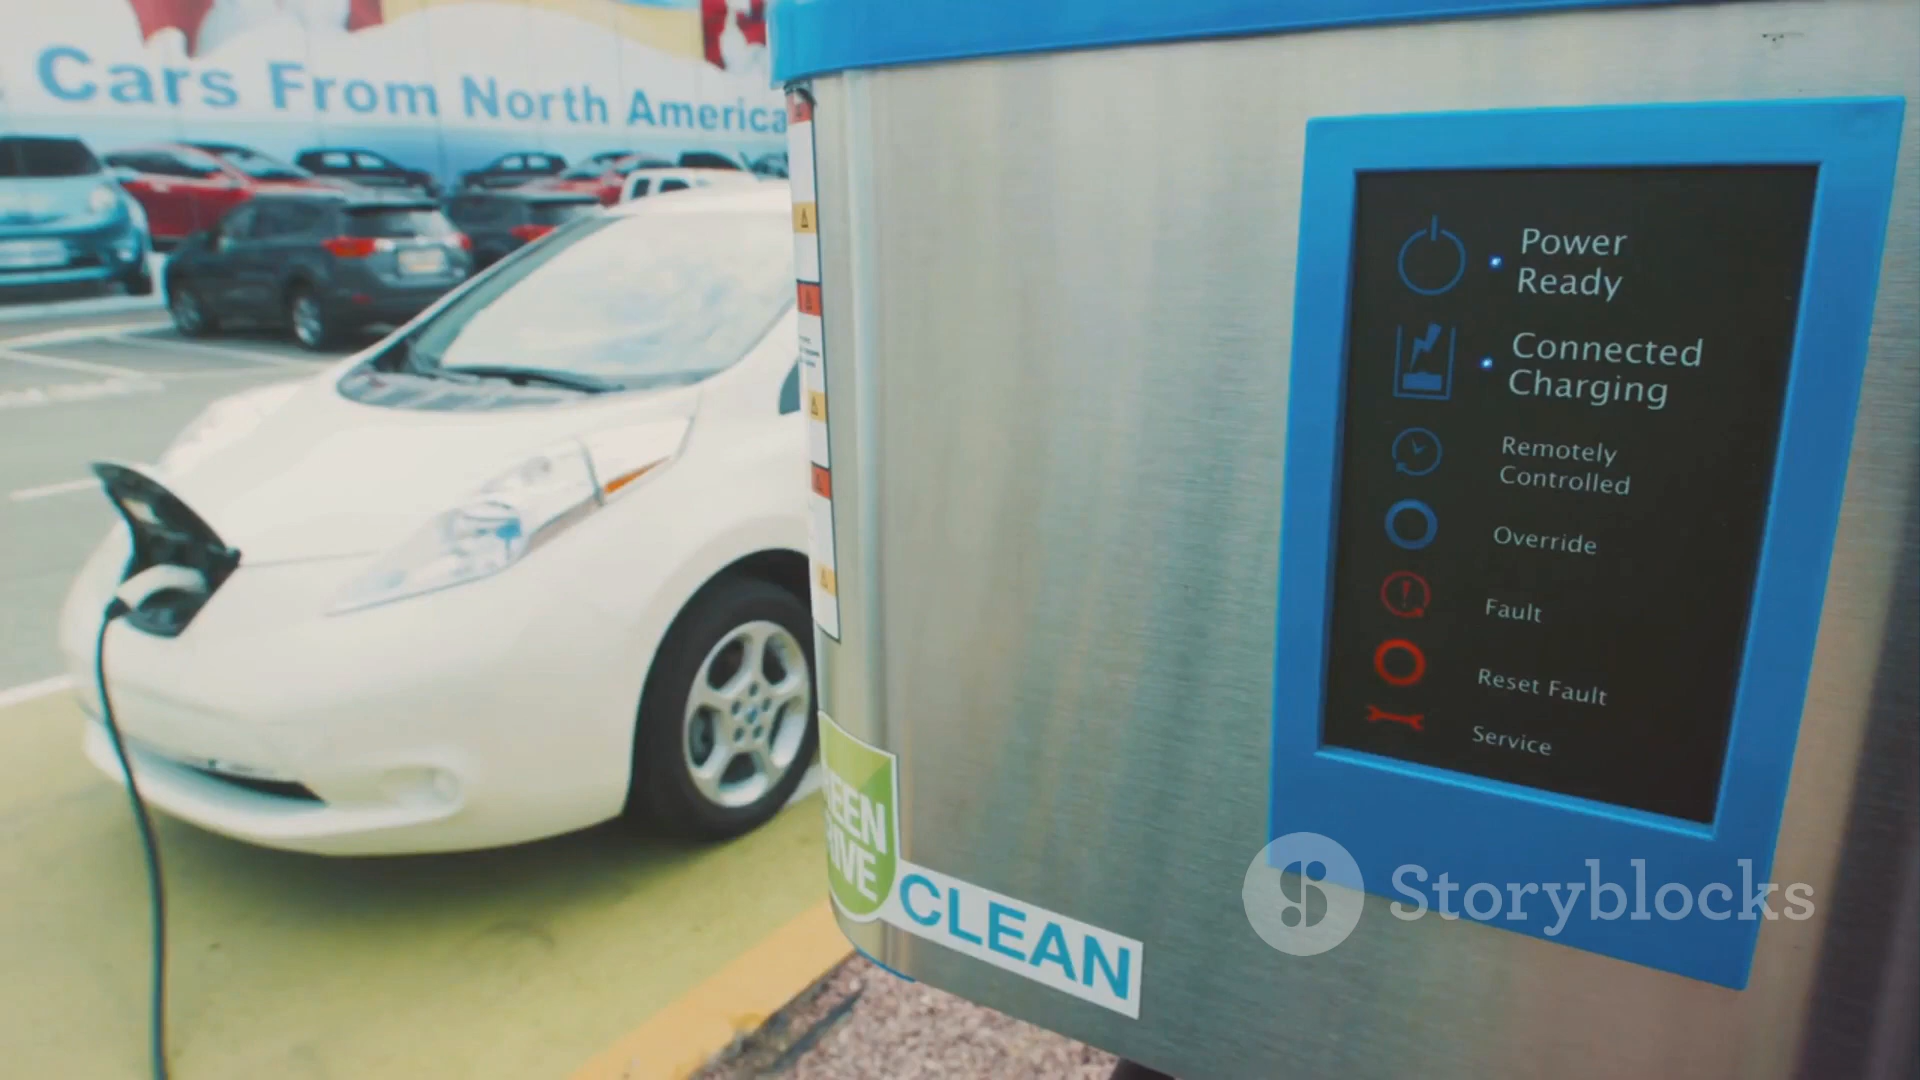 Cars From North America
Power
Ready
Connected
Charging
Remotely
Controlled
Override
Fault
Reset Fault
Service
CLEAN
Storyblocks